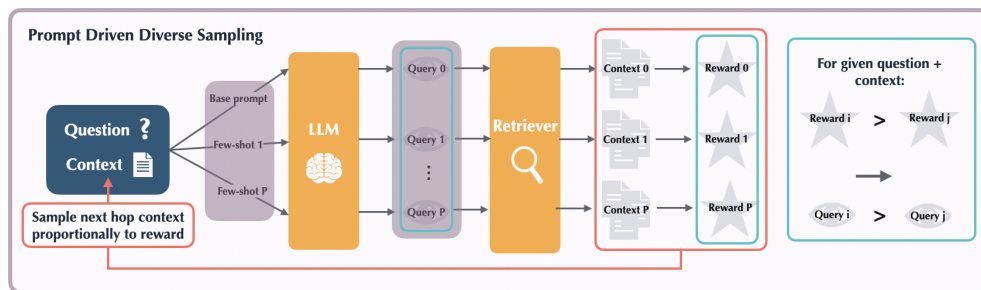 Prompt Driven Diverse Sampling
Question ?
Context
Sample next hop context
proportionally to reward
Base prompt
Few-shot 1
Few-shot P
LLM
Query 0
Query 1
⋮
Query P
Retriever
Context 0
Context 1
Context P
Reward 0
Reward 1
Reward P
For given question +
context:
Reward i > Reward j
Query i > Query j